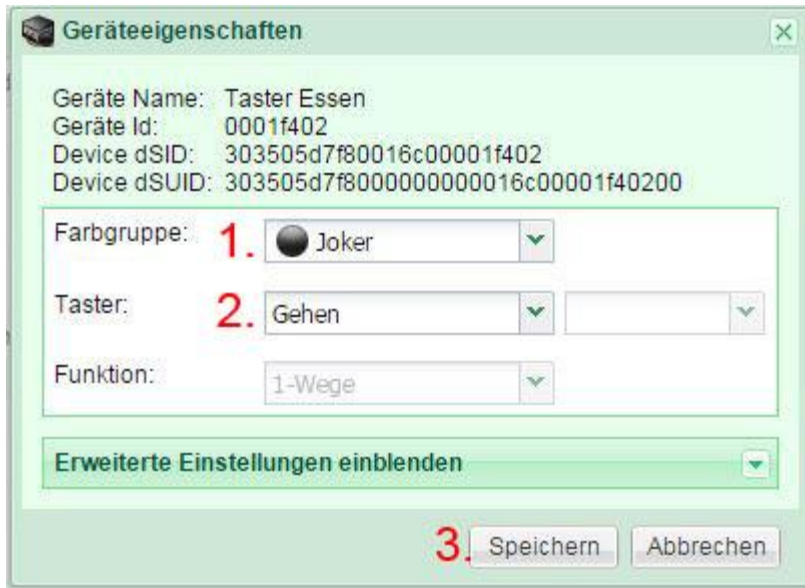 Geräteeigenschaften
Geräte Name: Taster Essen
Geräte Id: 0001f402
Device dSID: 303505d7f80016c00001f402
Device dSUID: 303505d7f8000000000016c00001f40200
Farbgruppe: 1. Joker
Taster: 2. Gehen
Funktion: 1-Wege
Erweiterte Einstellungen einblenden
3. Speichern Abbrechen